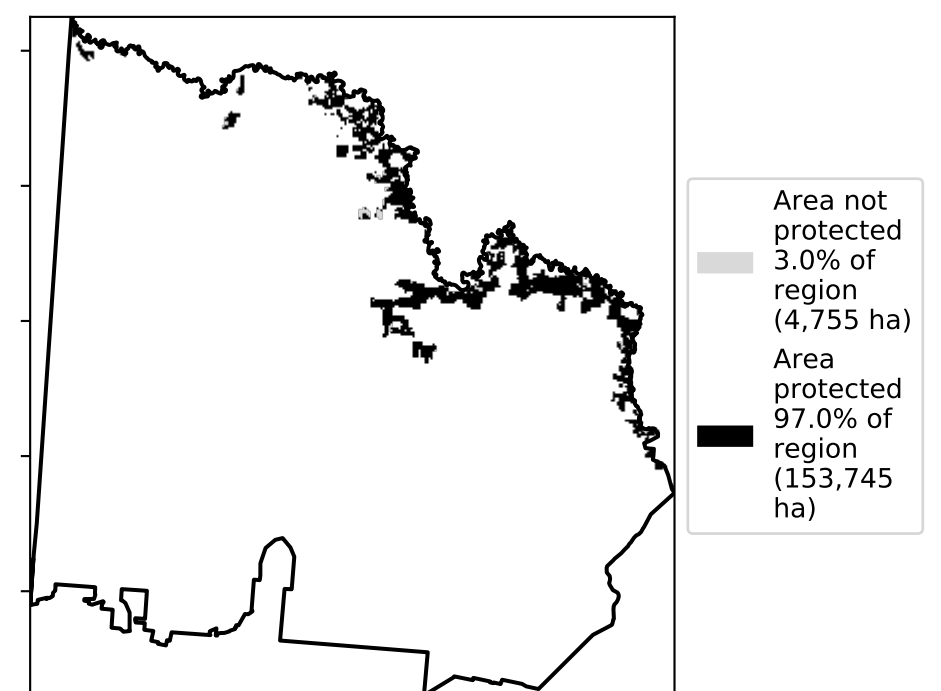 Area not
protected
3.0% of
region
(4,755 ha)
Area
protected
97.0% of
region
(153,745
ha)